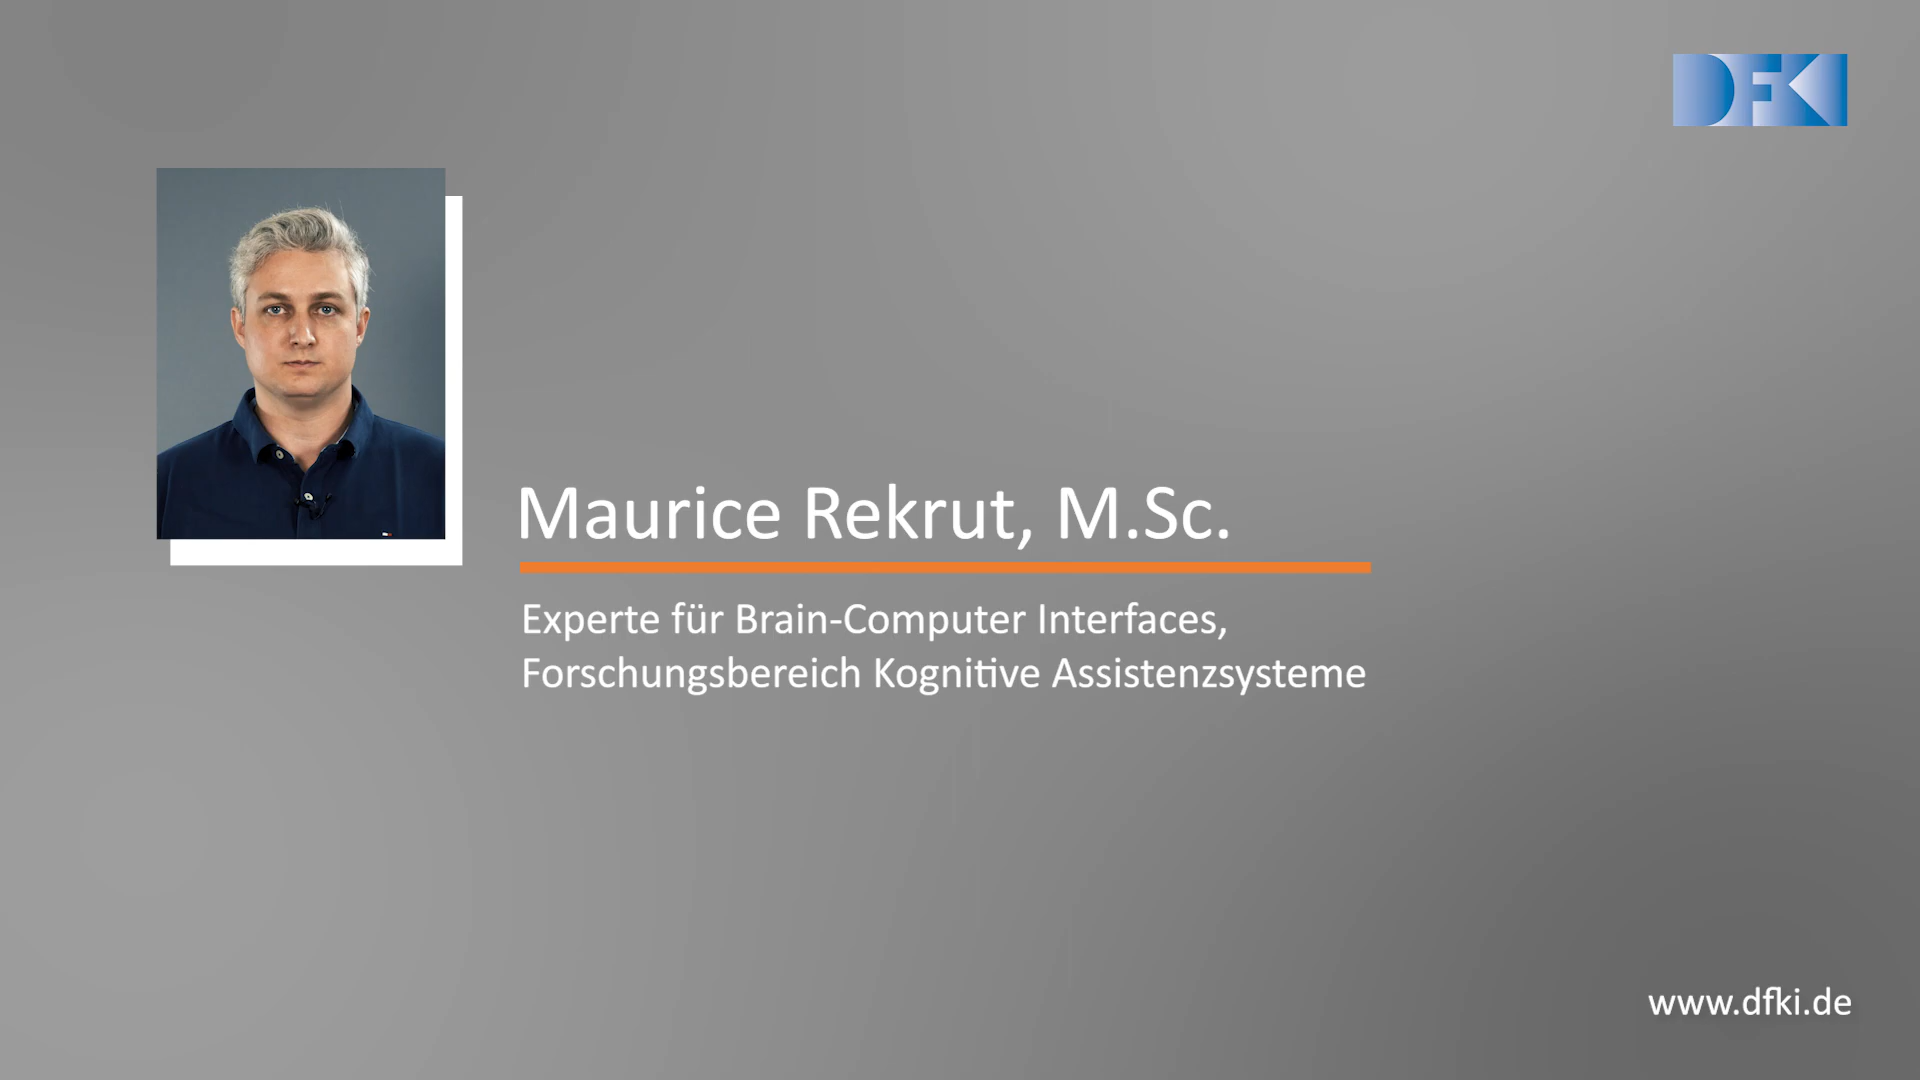 DFKI
Maurice Rekrut, M.Sc.
Experte für Brain-Computer Interfaces,
Forschungsbereich Kognitive Assistenzsysteme
www.dfki.de